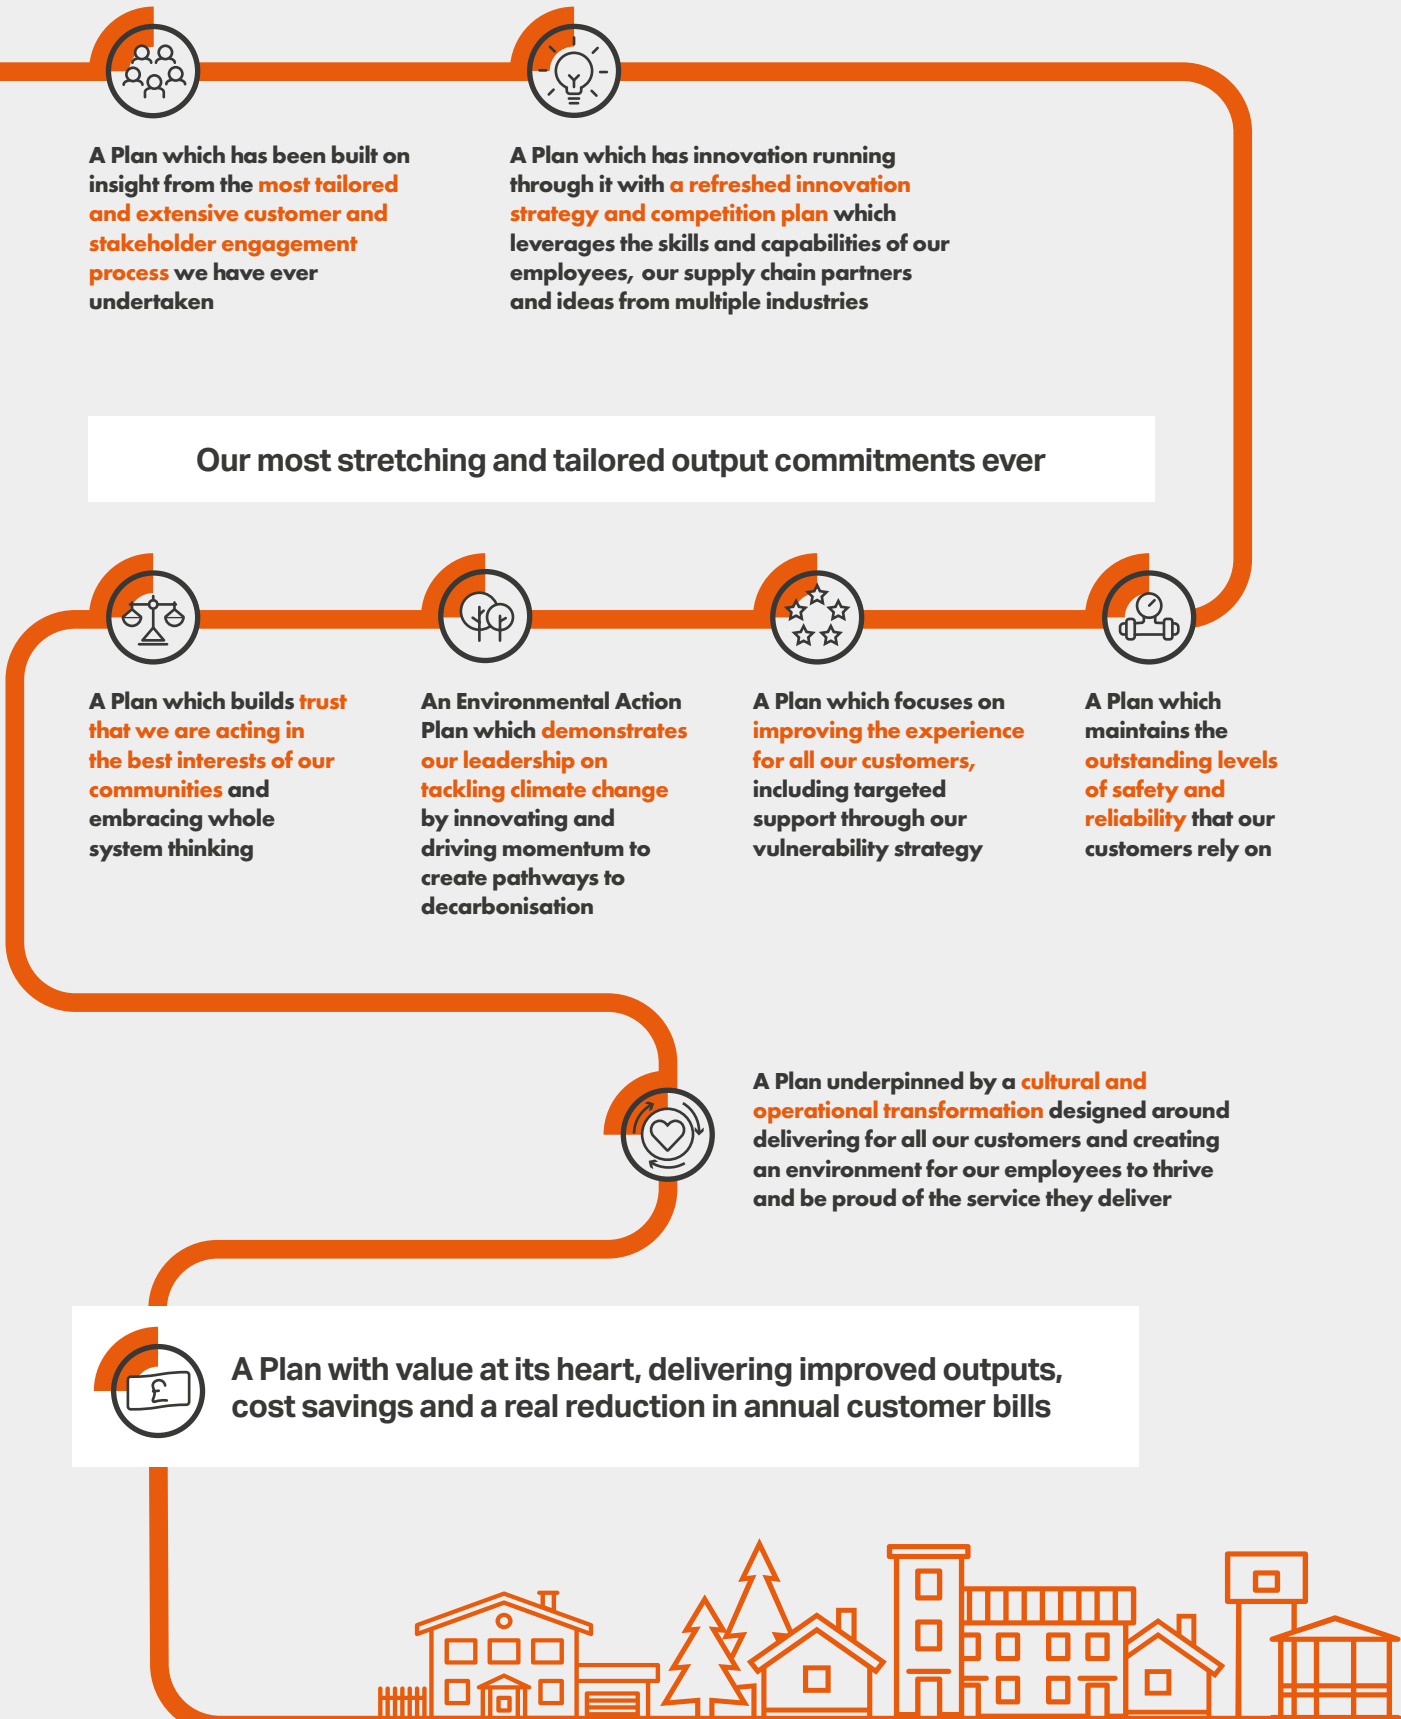 A Plan which has been built on
insight from the most tailored
and extensive customer and
stakeholder engagement
process we have ever
undertaken
A Plan which has innovation running
through it with a refreshed innovation
strategy and competition plan which
leverages the skills and capabilities of our
employees, our supply chain partners
and ideas from multiple industries
Our most stretching and tailored output commitments ever
A Plan which builds trust
that we are acting in
the best interests of our
communities and
embracing whole
system thinking
An Environmental Action
Plan which demonstrates
our leadership on
tackling climate change
by innovating and
driving momentum to
create pathways to
decarbonisation
A Plan which focuses on
improving the experience
for all our customers,
including targeted
support through our
vulnerability strategy
A Plan which
maintains the
outstanding levels
of safety and
reliability that our
customers rely on
A Plan underpinned by a cultural and
operational transformation designed around
delivering for all our customers and creating
an environment for our employees to thrive
and be proud of the service they deliver
£
A Plan with value at its heart, delivering improved outputs,
cost savings and a real reduction in annual customer bills